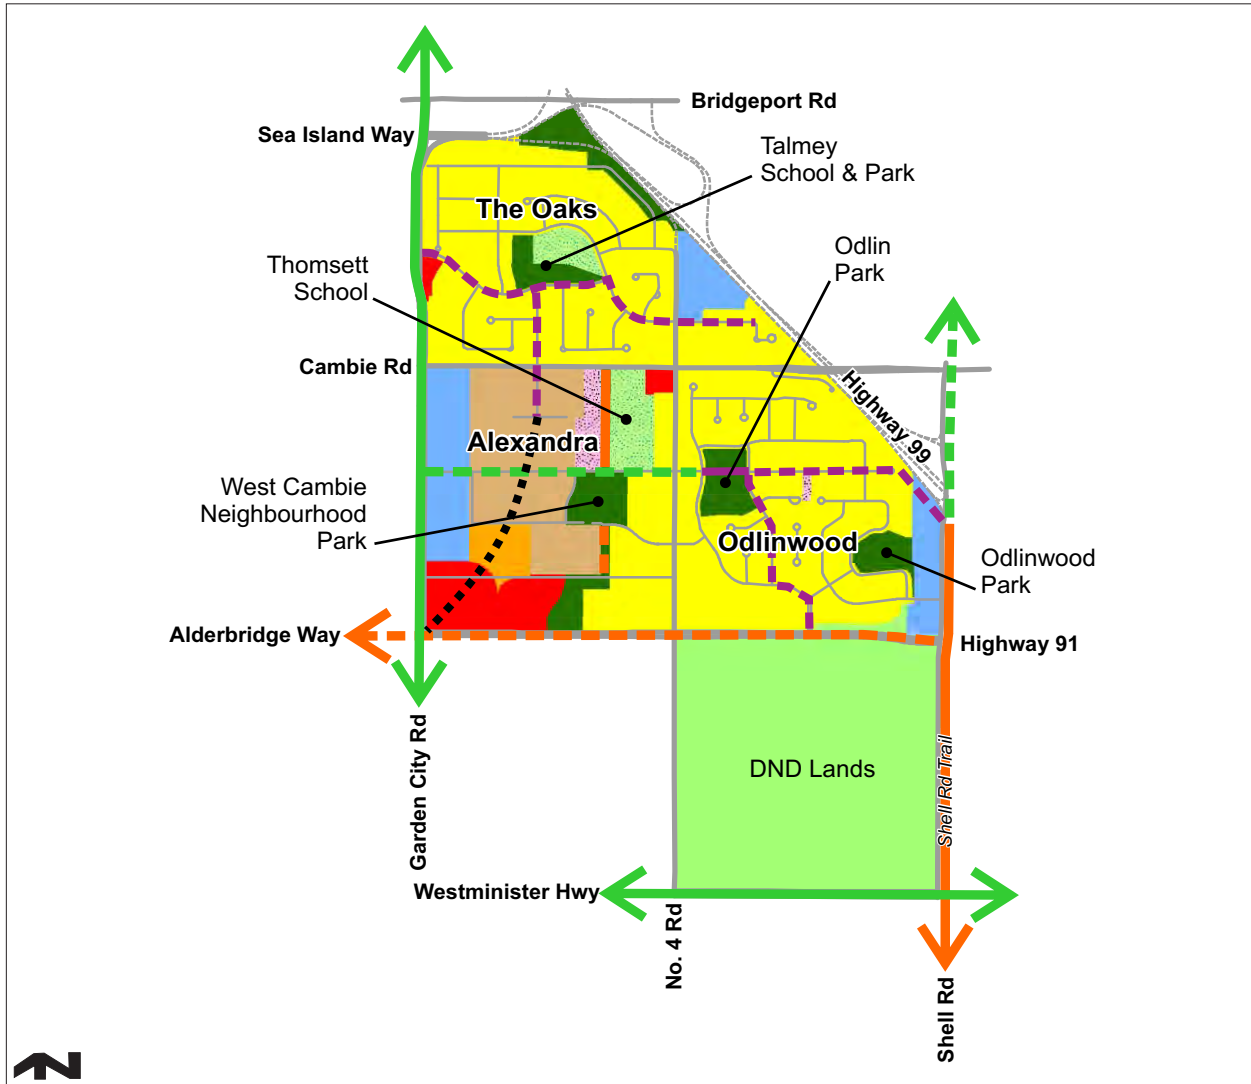 Bridgeport Rd
Sea Island Way
Talmey
School & Park
The Oaks
Odlin
Park
Thomsett
School
Cambie Rd
Highway 99
Alexandra
West Cambie
Neighbourhood
Park
Odlinwood
Odlinwood
Park
Alderbridge Way
Highway 91
Garden City Rd
DND Lands
Shell Rd Trail
Westminister Hwy
No. 4 Rd
Shell Rd
N